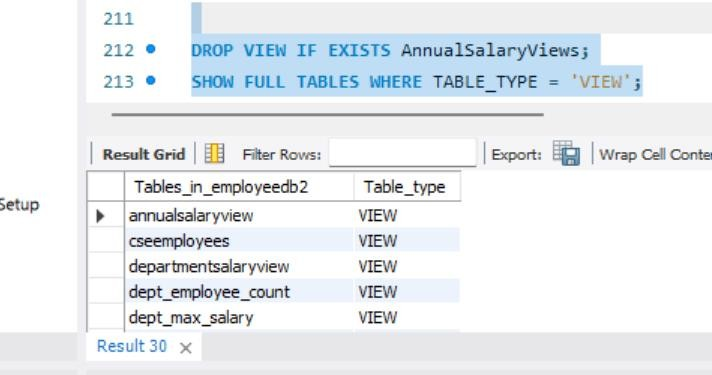 211
212 DROP VIEW IF EXISTS AnnualSalaryViews;
213 SHOW FULL TABLES WHERE TABLE_TYPE = 'VIEW';
Result Grid Filter Rows: Export: Wrap Cell Conte
Tables_in_employeedb2 Table_type
Setup
annualsalaryview VIEW
cseemployees VIEW
departmentsalaryview VIEW
dept_employee_count VIEW
dept_max_salary VIEW
Result 30